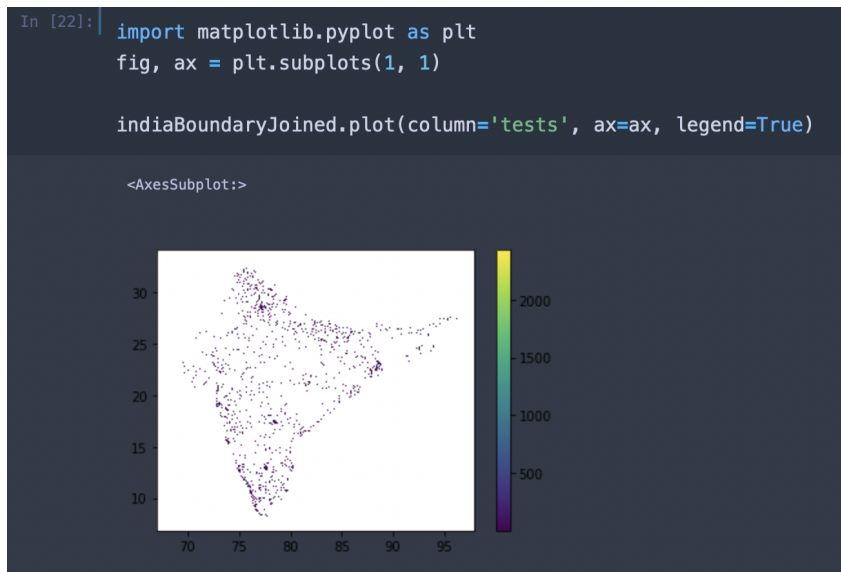 In [22]:
import matplotlib.pyplot as plt
fig, ax = plt.subplots(1, 1)
indiaBoundaryJoined.plot(column='tests', ax=ax, legend=True)
<AxesSubplot:>
30
25
20
15
10
70 75 80 85 90 95
2000
1500
1000
500